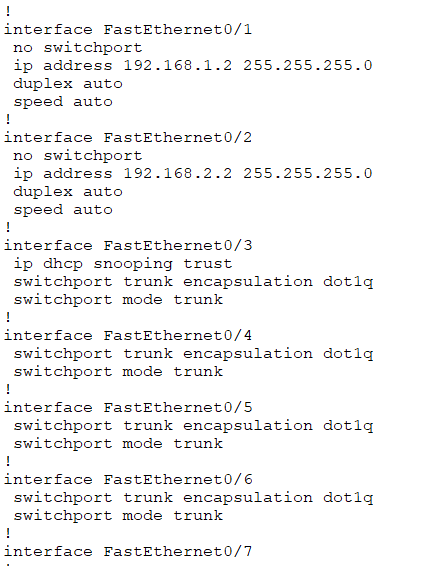 !
interface FastEthernet0/1
 no switchport
 ip address 192.168.1.2 255.255.255.0
 duplex auto
 speed auto
!
interface FastEthernet0/2
 no switchport
 ip address 192.168.2.2 255.255.255.0
 duplex auto
 speed auto
!
interface FastEthernet0/3
 ip dhcp snooping trust
 switchport trunk encapsulation dot1q
 switchport mode trunk
!
interface FastEthernet0/4
 switchport trunk encapsulation dot1q
 switchport mode trunk
!
interface FastEthernet0/5
 switchport trunk encapsulation dot1q
 switchport mode trunk
!
interface FastEthernet0/6
 switchport trunk encapsulation dot1q
 switchport mode trunk
!
interface FastEthernet0/7